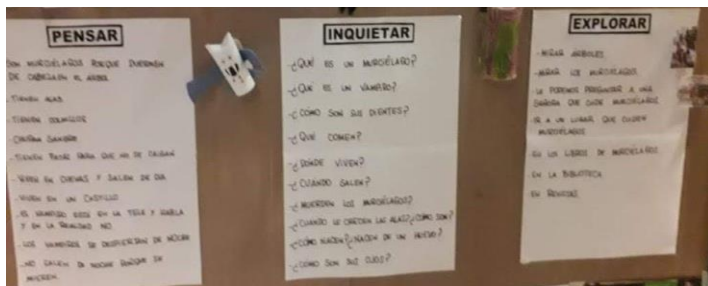 PENSAR
SON MURCIÉLAGOS PORQUE DUERMEN
DE CABEZA EN EL ÁRBOL
- TIENEN ALAS
- TIENEN COLMILLOS
- CHUPAN SANGRE
- TIENEN PARA QUE NO SE CAIGAN
- VIVEN EN CUEVAS Y SALEN DE DIA
- VIVEN EN UN CASTILLO
- EL VAMPIRO ESTÁ EN LA TELE Y HABLA
Y EN LA REALIDAD NO
- LOS VAMPIROS SE DESPIERTAN DE NOCHE
- NO SALEN DE NOCHE PORQUE SE
MUEREN
INQUIETAR
-¿QUÉ ES UN MURCIÉLAGO?
-¿QUÉ ES UN VAMPIRO?
-¿CÓMO SON SUS DIENTES?
-¿QUÉ COMEN?
-¿DÓNDE VIVEN?
-¿CUANDO SALEN?
-¿MUERDEN LOS MURCIÉLAGOS?
-¿CUANDO LE CRECEN LAS ALAS?¿CÓMO SON?
-¿CÓMO NACEN?¿NACEN DE UN HUEVO?
-¿CÓMO SON SUS OJOS?
EXPLORAR
- MIRAR ÁRBOLES
- MIRAR LOS MURCIÉLAGOS
- LE PODEMOS PREGUNTAR A UNA
SEÑORA QUE CUIDE MURCIÉLAGOS
- IR A UN LUGAR QUE CUIDEN
MURCIÉLAGOS
- EN LOS LIBROS DE MURCIÉLAGOS
- EN LA BIBLIOTECA
- EN REVISTAS